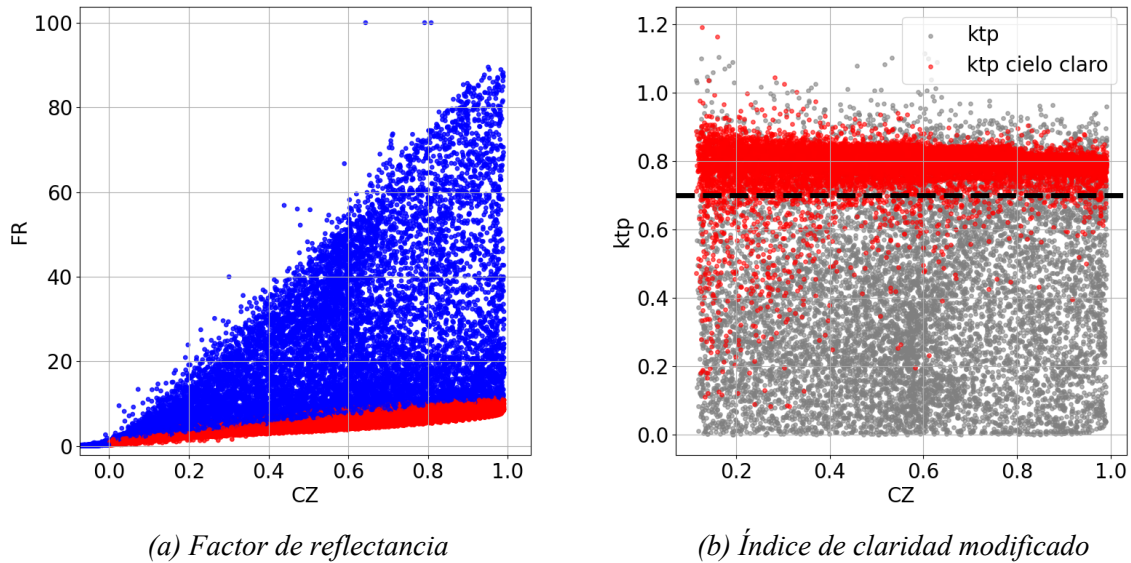 100
80
60
40
20
0
FR
0.0 0.2 0.4 0.6 0.8 1.0
CZ
(a) Factor de reflectancia
1.2
1.0
0.8
0.6
0.4
0.2
0.0
ktp
ktp
ktp cielo claro
0.2 0.4 0.6 0.8 1.0
CZ
(b) Índice de claridad modificado